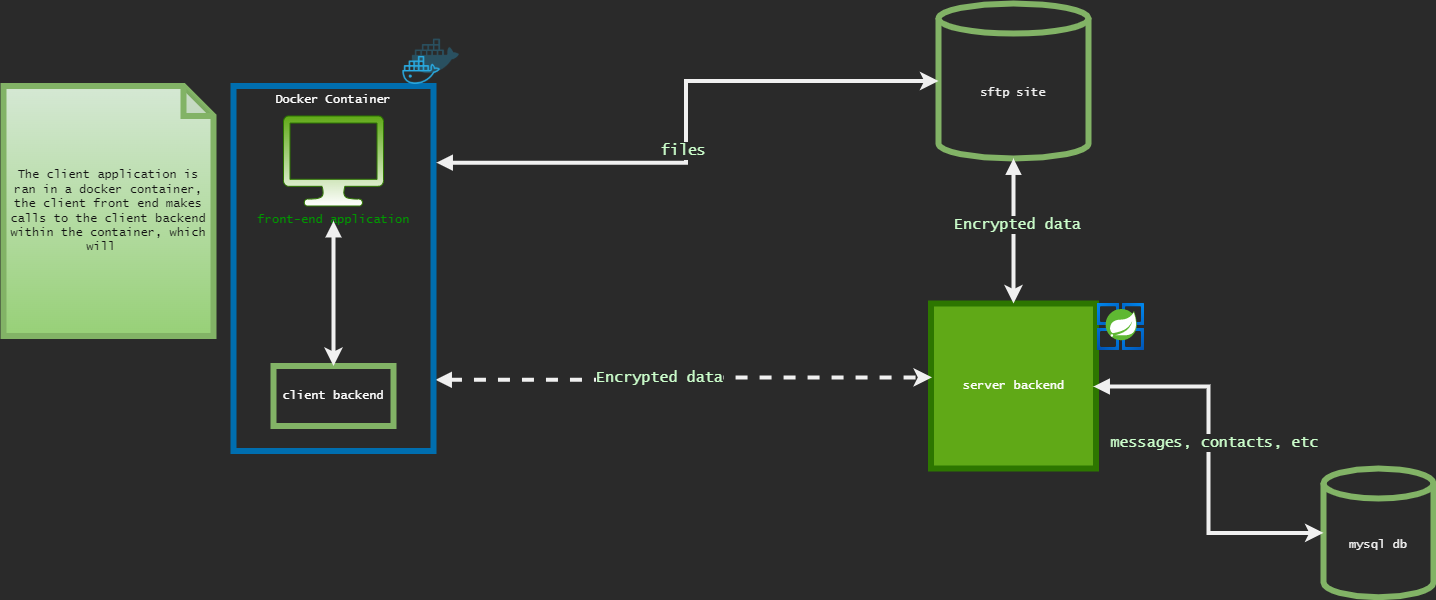 The client application is
ran in a docker container,
the client front end makes
calls to the client backend
within the container, which
will
Docker Container
front-end application
client backend
files
sftp site
Encrypted data
Encrypted data
server backend
messages, contacts, etc
mysql db